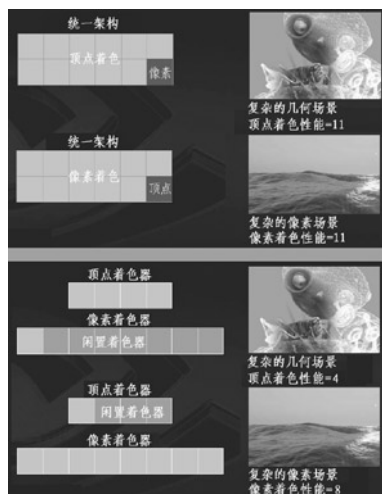 统一架构
顶点着色
像素
复杂的几何场景
顶点着色性能=11
统一架构
像素着色
顶点
复杂的像素场景
像素着色性能=11
顶点着色器
像素着色器
闲置着色器
复杂的几何场景
顶点着色性能=4
顶点着色器
闲置着色器
像素着色器
复杂的像素场景
像素着色性能=8